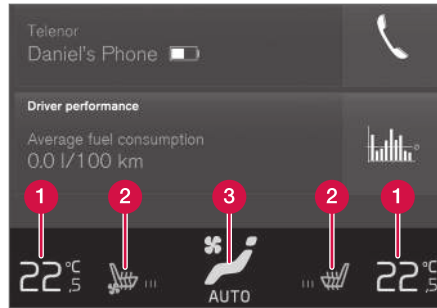 Telenor
Daniel's Phone
Driver performance
Average fuel consumption
0.0 l/100 km
1 2 3 2 1
22 °C ,5 22 °C ,5
AUTO